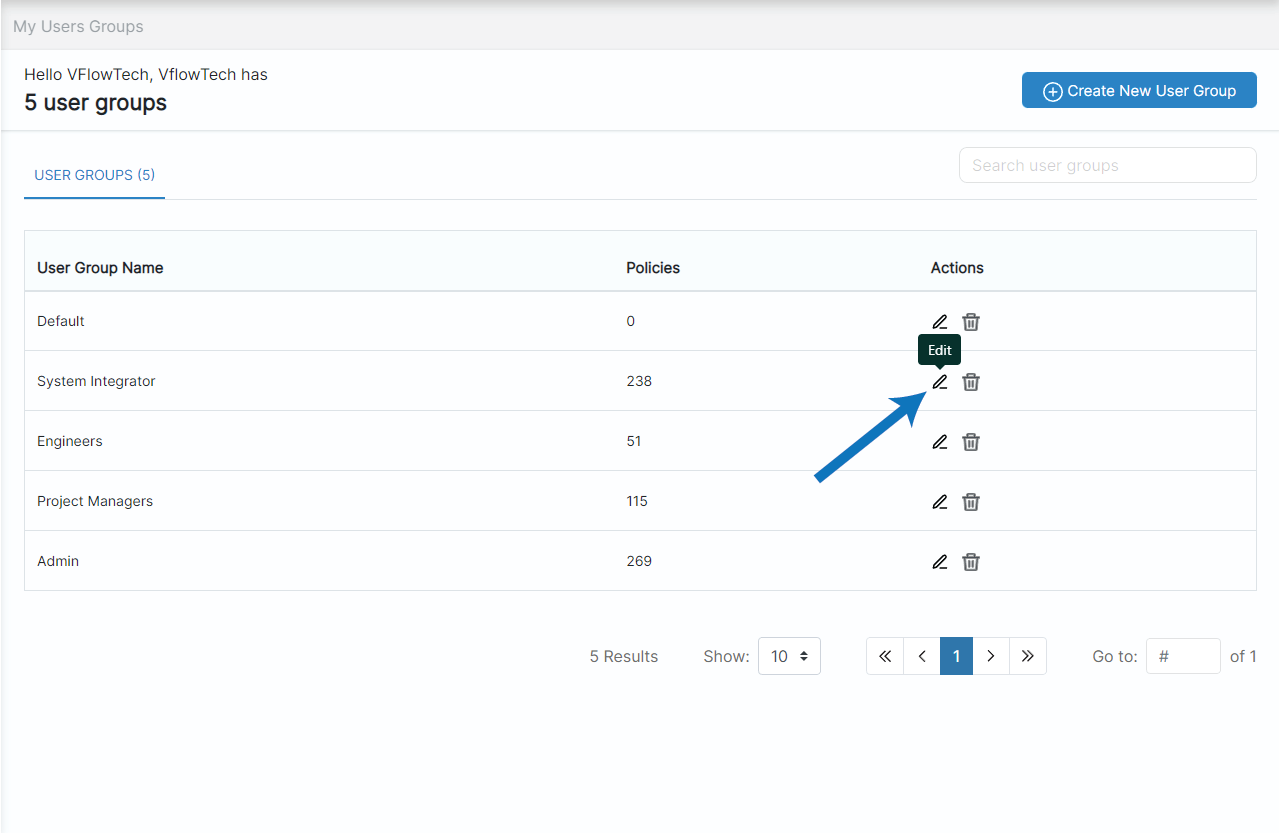 My Users Groups
Hello VFlowTech, VflowTech has
5 user groups
Create New User Group
USER GROUPS (5)
Search user groups
User Group Name Policies Actions
Default 0
Edit
System Integrator 238
Engineers 51
Project Managers 115
Admin 269
5 Results Show: 10 « < 1 > » Go to: # of 1